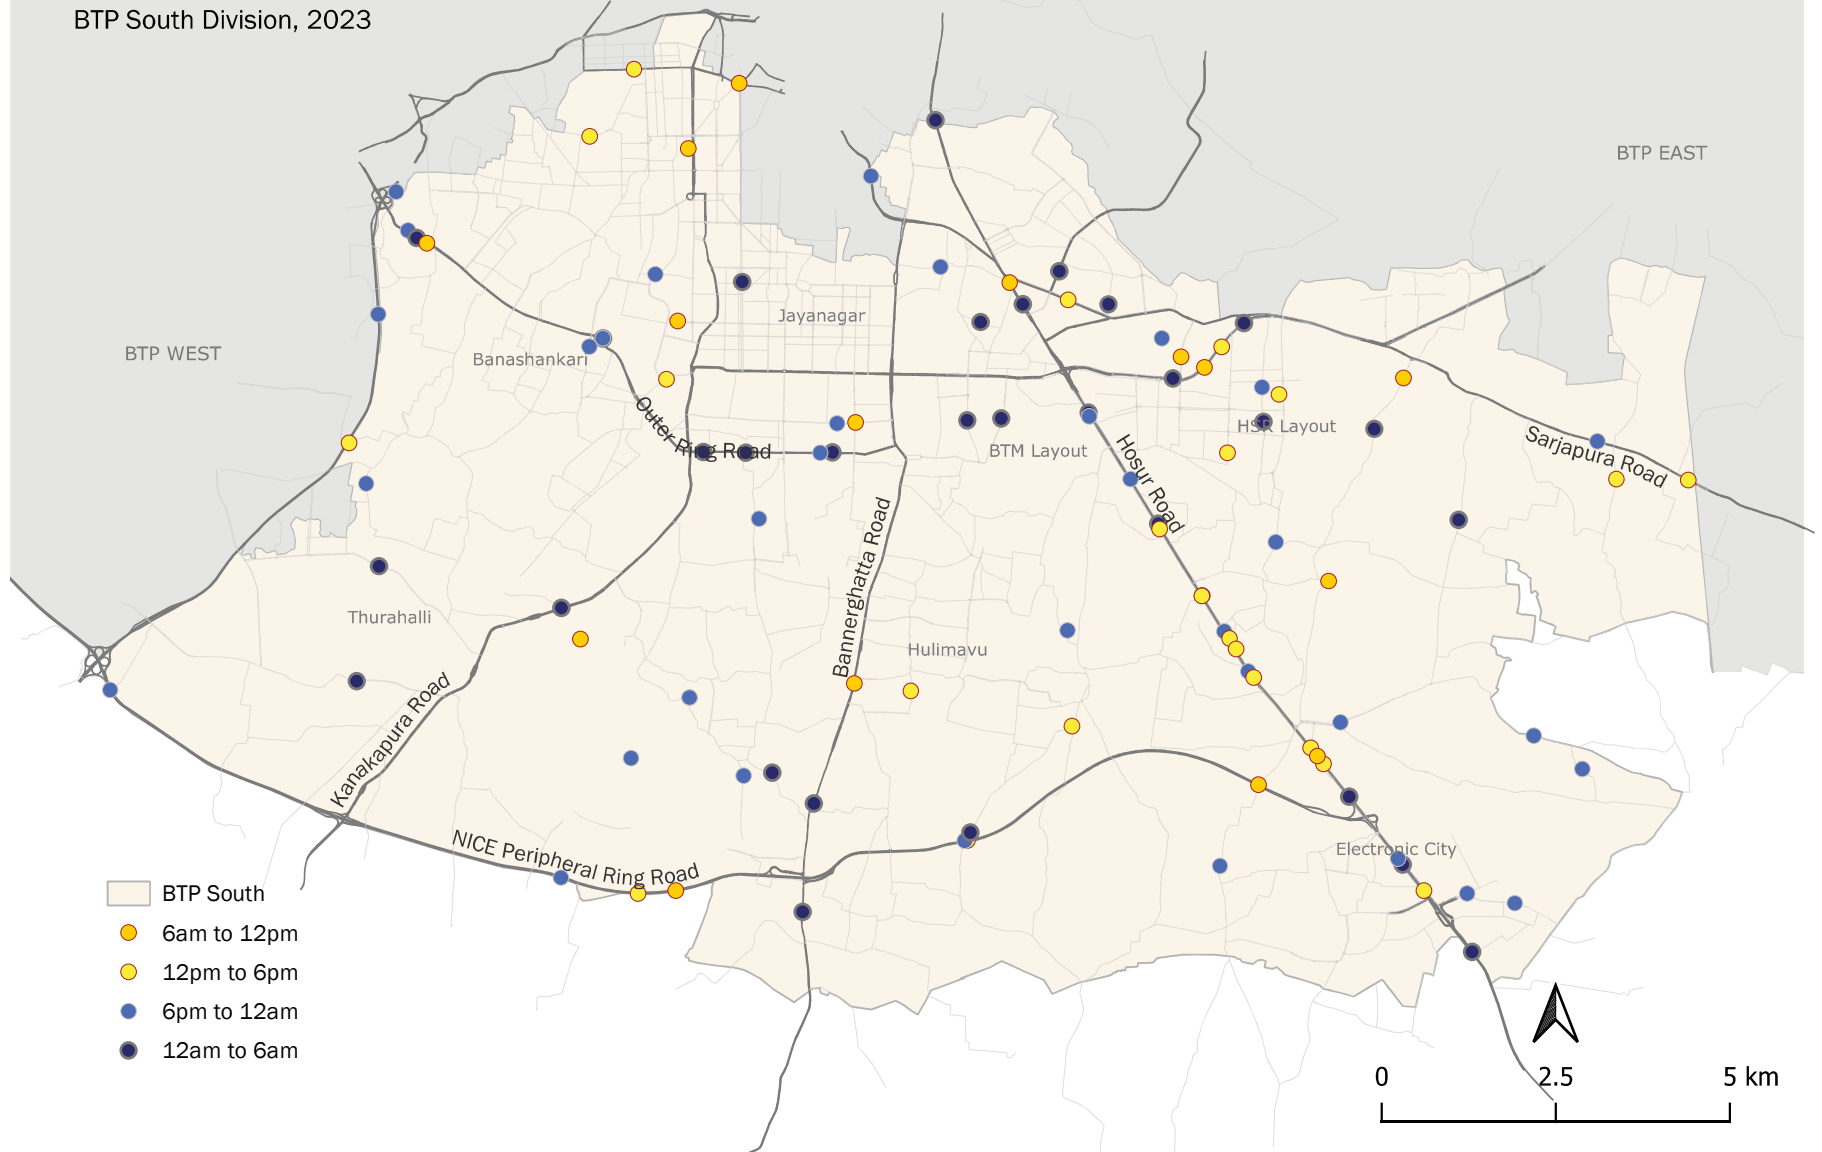 BTP South Division, 2023
BTP EAST
Jayanagar
BTP WEST
Banashankari
Outer Ring Road
HSR Layout
BTM Layout
Hosur Road
Sarjapura Road
Bannerghatta Road
Thurahalli
Hulimavu
Kanakapura Road
NICE Peripheral Ring Road
Electronic City
BTP South
6am to 12pm
12pm to 6pm
6pm to 12am
12am to 6am
0 2.5 5 km